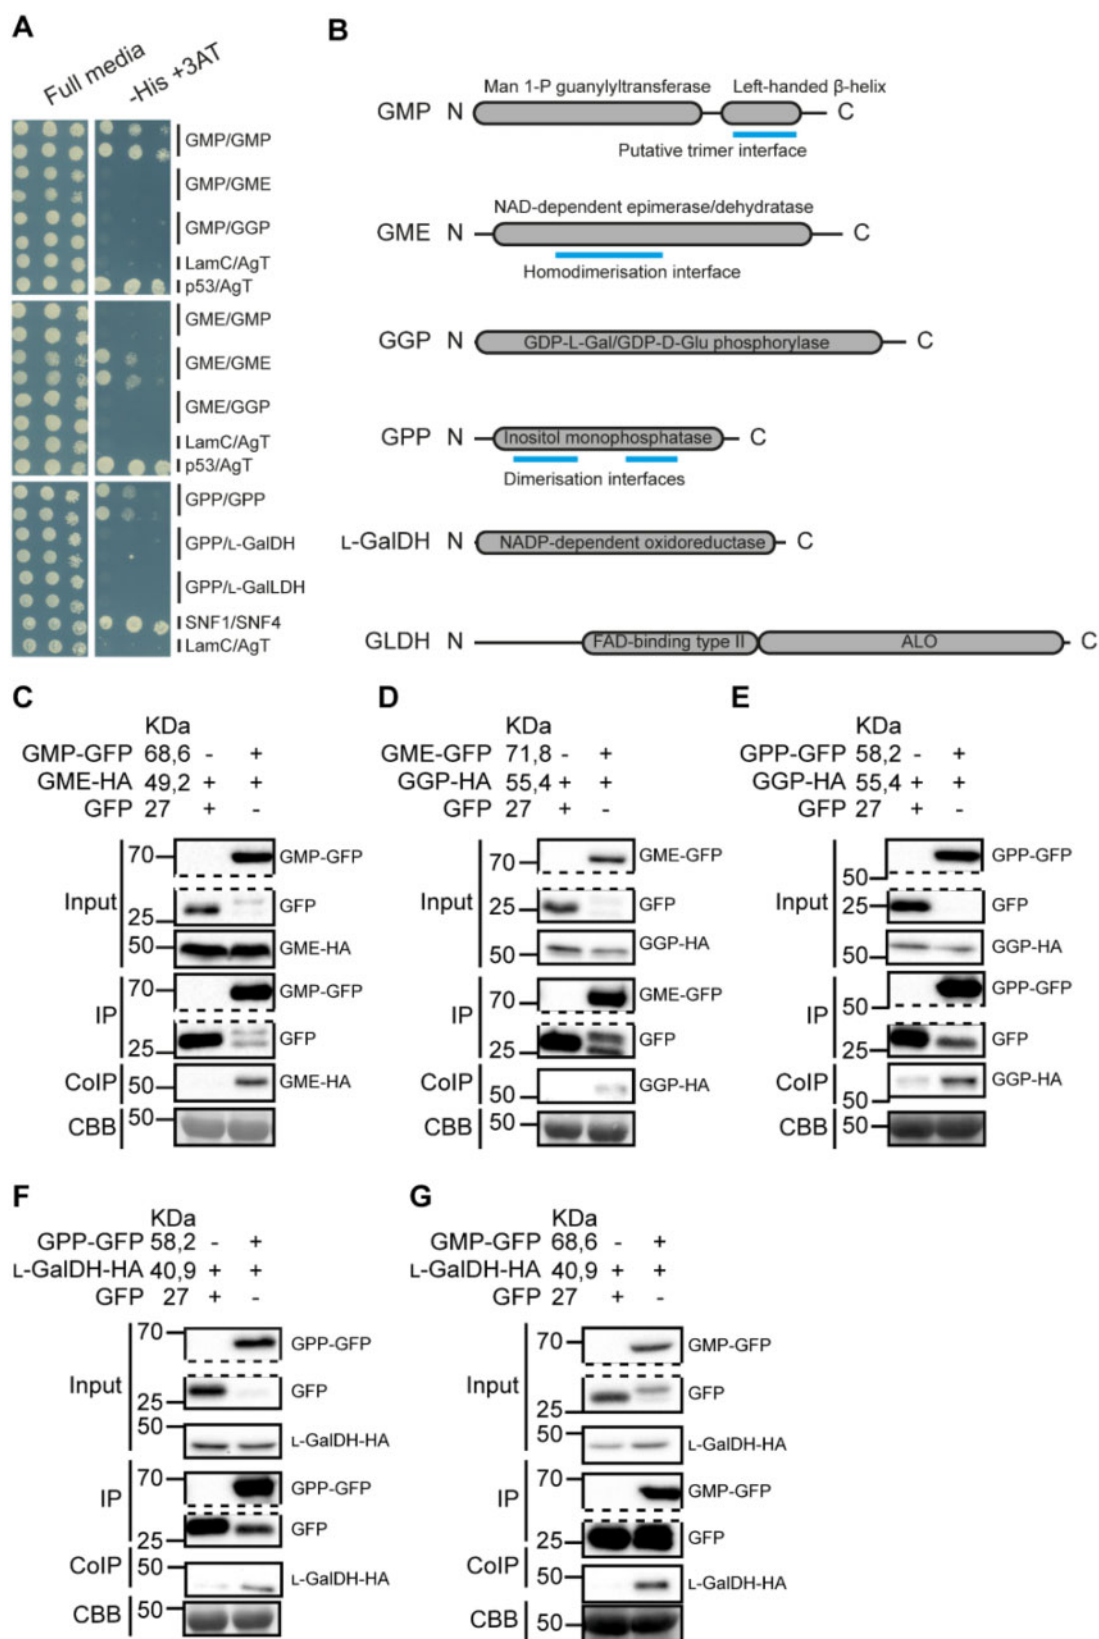 A
Full media
-His +3AT
GMP/GMP
GMP/GME
GMP/GGP
LamC/AgT
p53/AgT
GME/GMP
GME/GME
GME/GGP
LamC/AgT
p53/AgT
GPP/GPP
GPP/L-GalDH
GPP/L-GalLDH
SNF1/SNF4
LamC/AgT
B
Man 1-P guanylyltransferase Left-handed β-helix
GMP N C
Putative trimer interface
NAD-dependent epimerase/dehydratase
GME N C
Homodimerisation interface
GGP N GDP-L-Gal/GDP-D-Glu phosphorylase C
GPP N Inositol monophosphatase C
Dimerisation interfaces
L-GalDH N NADP-dependent oxidoreductase C
GLDH N FAD-binding type II ALO C
C
KDa
GMP-GFP 68,6 - +
GME-HA 49,2 + +
GFP 27 + -
Input
70 GMP-GFP
25 GFP
50 GME-HA
IP
70 GMP-GFP
25 GFP
CoIP 50 GME-HA
CBB 50
D
KDa
GME-GFP 71,8 - +
GGP-HA 55,4 + +
GFP 27 + -
Input
70 GME-GFP
25 GFP
50 GGP-HA
IP
70 GME-GFP
25 GFP
CoIP 50 GGP-HA
CBB 50
E
KDa
GPP-GFP 58,2 - +
GGP-HA 55,4 + +
GFP 27 + -
Input
50 GPP-GFP
25 GFP
50 GGP-HA
IP
50 GPP-GFP
25 GFP
CoIP 50 GGP-HA
CBB 50
F
KDa
GPP-GFP 58,2 - +
L-GalDH-HA 40,9 + +
GFP 27 + -
Input
70 GPP-GFP
25 GFP
50 L-GalDH-HA
IP
70 GPP-GFP
25 GFP
CoIP 50 L-GalDH-HA
CBB 50
G
KDa
GMP-GFP 68,6 - +
L-GalDH-HA 40,9 + +
GFP 27 + -
Input
70 GMP-GFP
25 GFP
50 L-GalDH-HA
IP
70 GMP-GFP
25 GFP
CoIP 50 L-GalDH-HA
CBB 50